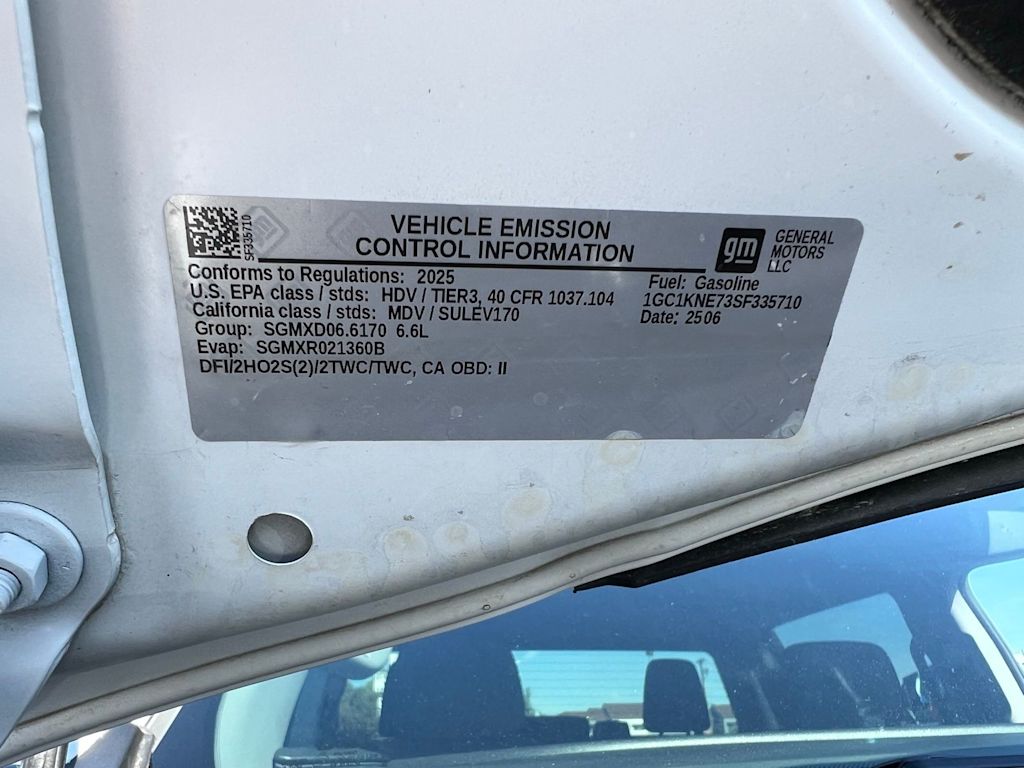 SF335710
VEHICLE EMISSION
CONTROL INFORMATION
gm
GENERAL
MOTORS
LLC
Conforms to Regulations: 2025
U.S. EPA class / stds: HDV / TIER3, 40 CFR 1037.104
California class / stds: MDV / SULEV170
Group: SGMXD06.6170 6.6L
Evap: SGMXR021360B
DFI/2HO2S(2)/2TWC/TWC, CA OBD: II
Fuel: Gasoline
1GC1KNE73SF335710
Date: 2506